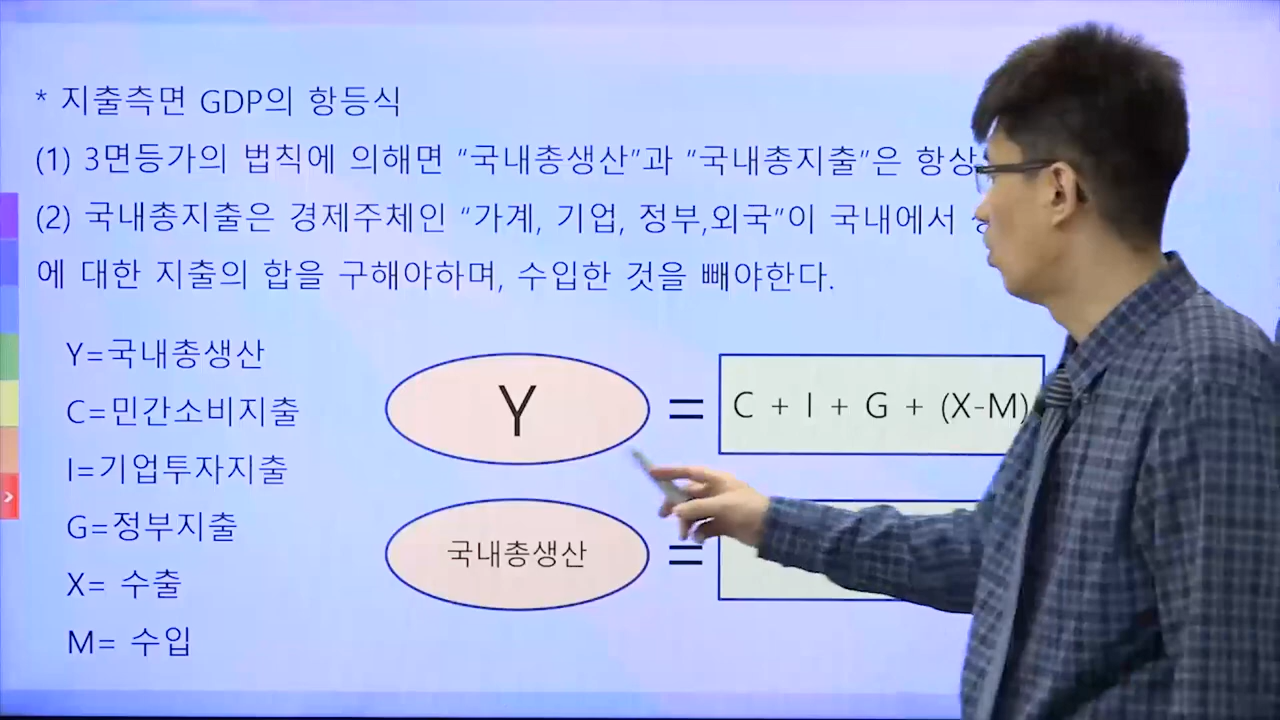 * 지출측면 GDP의 항등식
(1) 3면등가의 법칙에 의해면 “국내총생산”과 “국내총지출”은 항상
(2) 국내총지출은 경제주체인 “가계, 기업, 정부,외국”이 국내에서
에 대한 지출의 합을 구해야하며, 수입한 것을 빼야한다.
Y=국내총생산
C=민간소비지출
I=기업투자지출
G=정부지출
X= 수출
M= 수입
Y = C + I + G + (X-M)
국내총생산 =